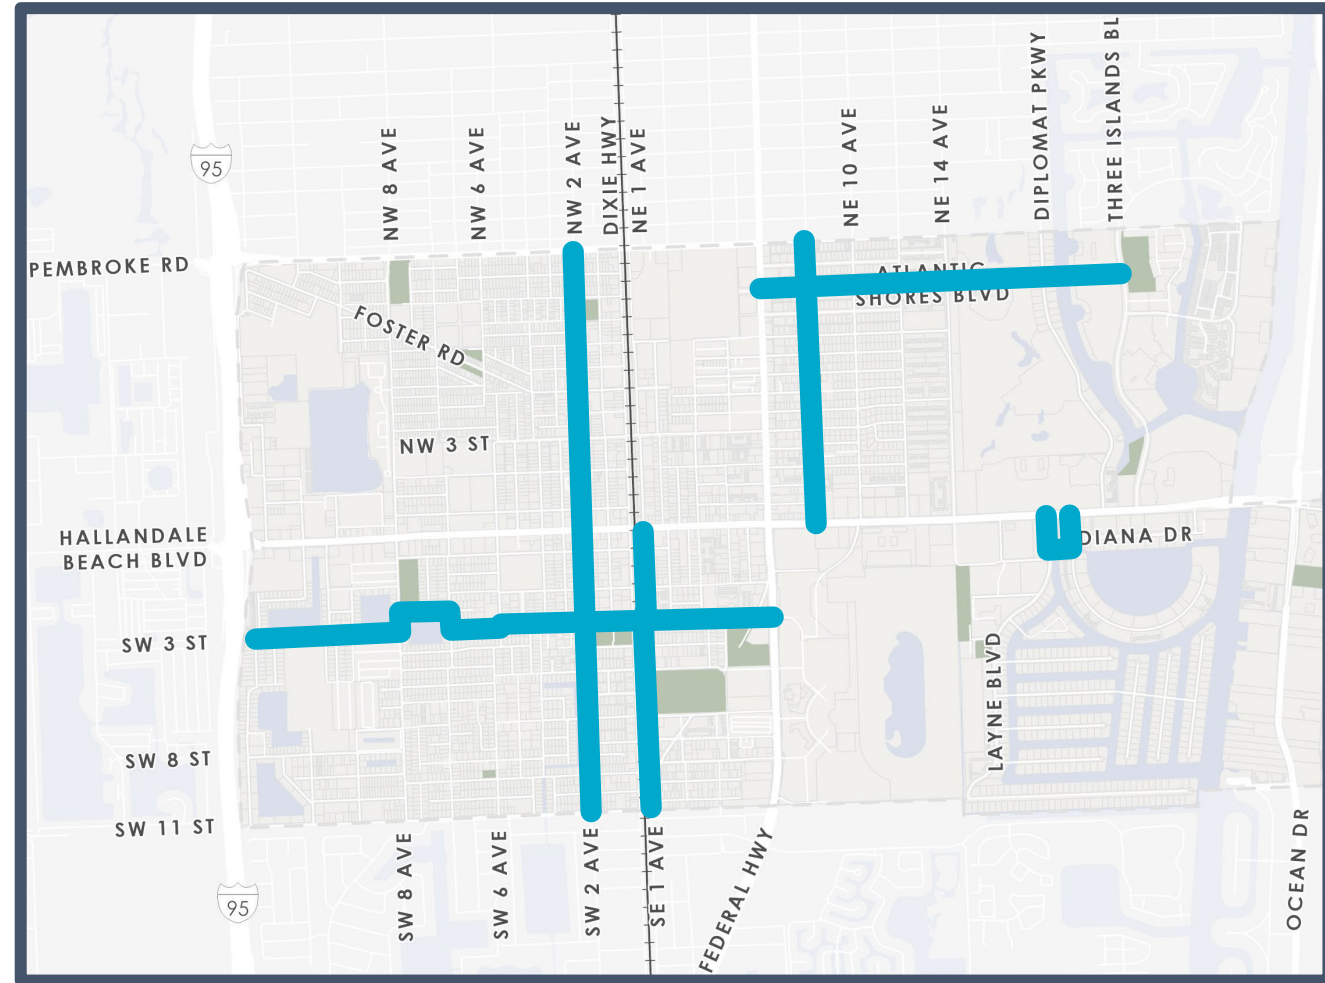 NW 8 AVE
NW 6 AVE
NW 2 AVE
DIXIE HWY
NE 1 AVE
NE 10 AVE
NE 14 AVE
DIPLOMAT PKWY
THREE ISLANDS BL
95
PEMBROKE RD
ATLANTIC
SHORES BLVD
FOSTER RD
NW 3 ST
HALLANDALE
BEACH BLVD
DIANA DR
SW 3 ST
LAYNE BLVD
SW 8 ST
SW 11 ST
SW 8 AVE
SW 6 AVE
SW 2 AVE
SE 1 AVE
FEDERAL HWY
OCEAN DR
95